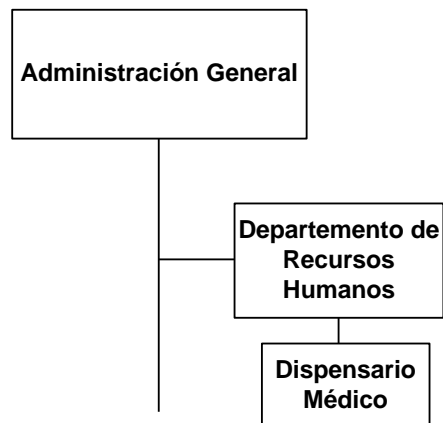 Administración General
Departemento de
Recursos
Humanos
Dispensario
Médico